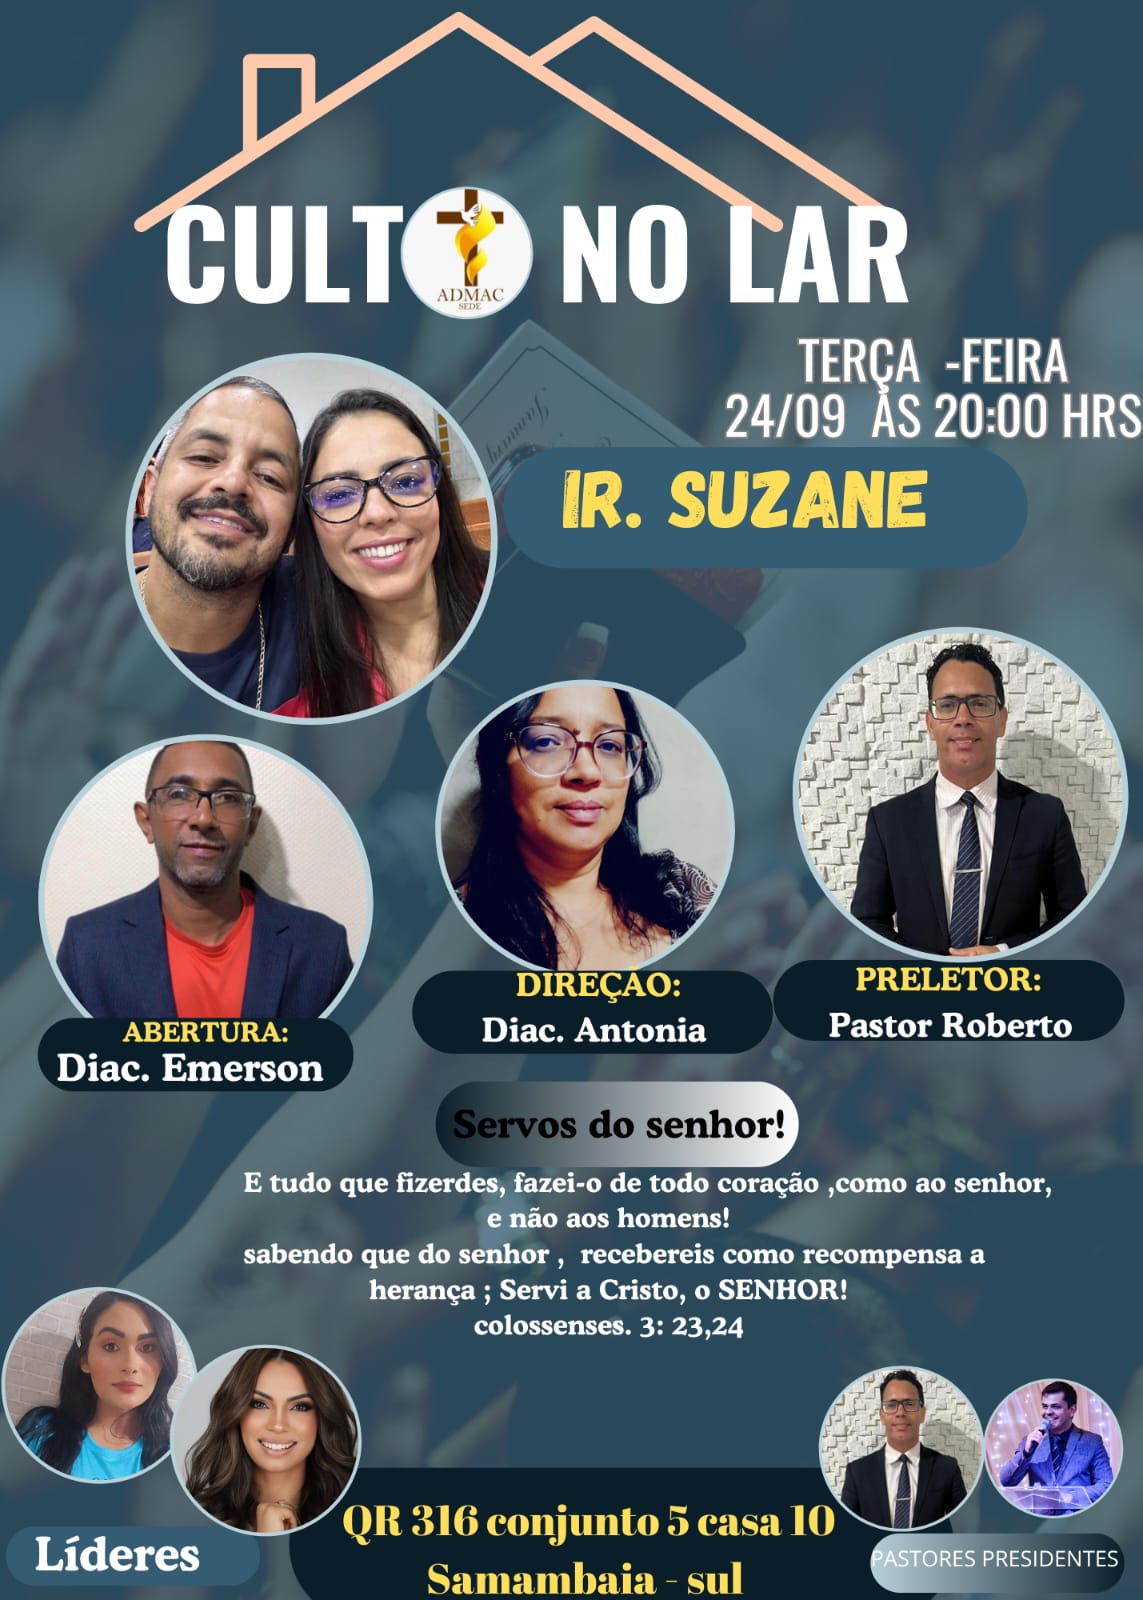 CULTO NO LAR
ADMAC
SEDE
TERÇA -FEIRA
24/09 AS 20:00 HRS
IR. SUZANE
ABERTURA:
Diac. Emerson
DIREÇÃO:
Diac. Antonia
PRELETOR:
Pastor Roberto
Servos do senhor!
E tudo que fizerdes, fazei-o de todo coração ,como ao senhor,
e não aos homens!
sabendo que do senhor , recebereis como recompensa a
herança ; Servi a Cristo, o SENHOR!
colossenses. 3: 23,24
Líderes
QR 316 conjunto 5 casa 10
Samambaia - sul
PASTORES PRESIDENTES